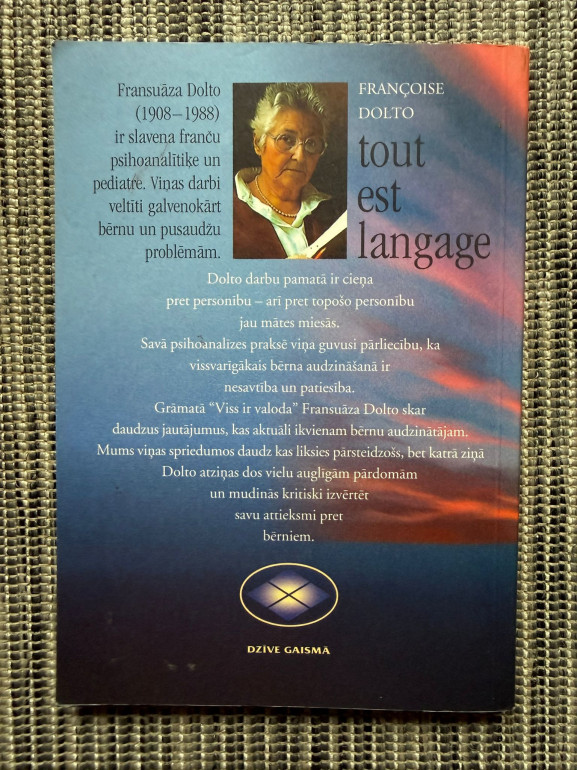 Fransuāza Dolto
(1908–1988)
ir slavena franču
psihoanalītiķe un
pediatre. Viņas darbi
veltīti galvenokārt
bērnu un pusaudžu
problēmām.
FRANÇOISE
DOLTO
tout
est
langage
Dolto darbu pamatā ir cieņa
pret personību – arī pret topošo personību
jau mātes miesās.
Savā psihoanalīzes praksē viņa guvusi pārliecību, ka
vissvarīgākais bērna audzināšanā ir
nesavtība un patiesība.
Grāmatā “Viss ir valoda” Fransuāza Dolto skar
daudzus jautājumus, kas aktuāli ikvienam bērnu audzinātājam.
Mums viņas spriedumos daudz kas liksies pārsteidzošs, bet katrā ziņā
Dolto atziņas dos vielu auglīgām pārdomām
un mudinās kritiski izvērtēt
savu attieksmi pret
bērniem.
DZĪVE GAISMĀ